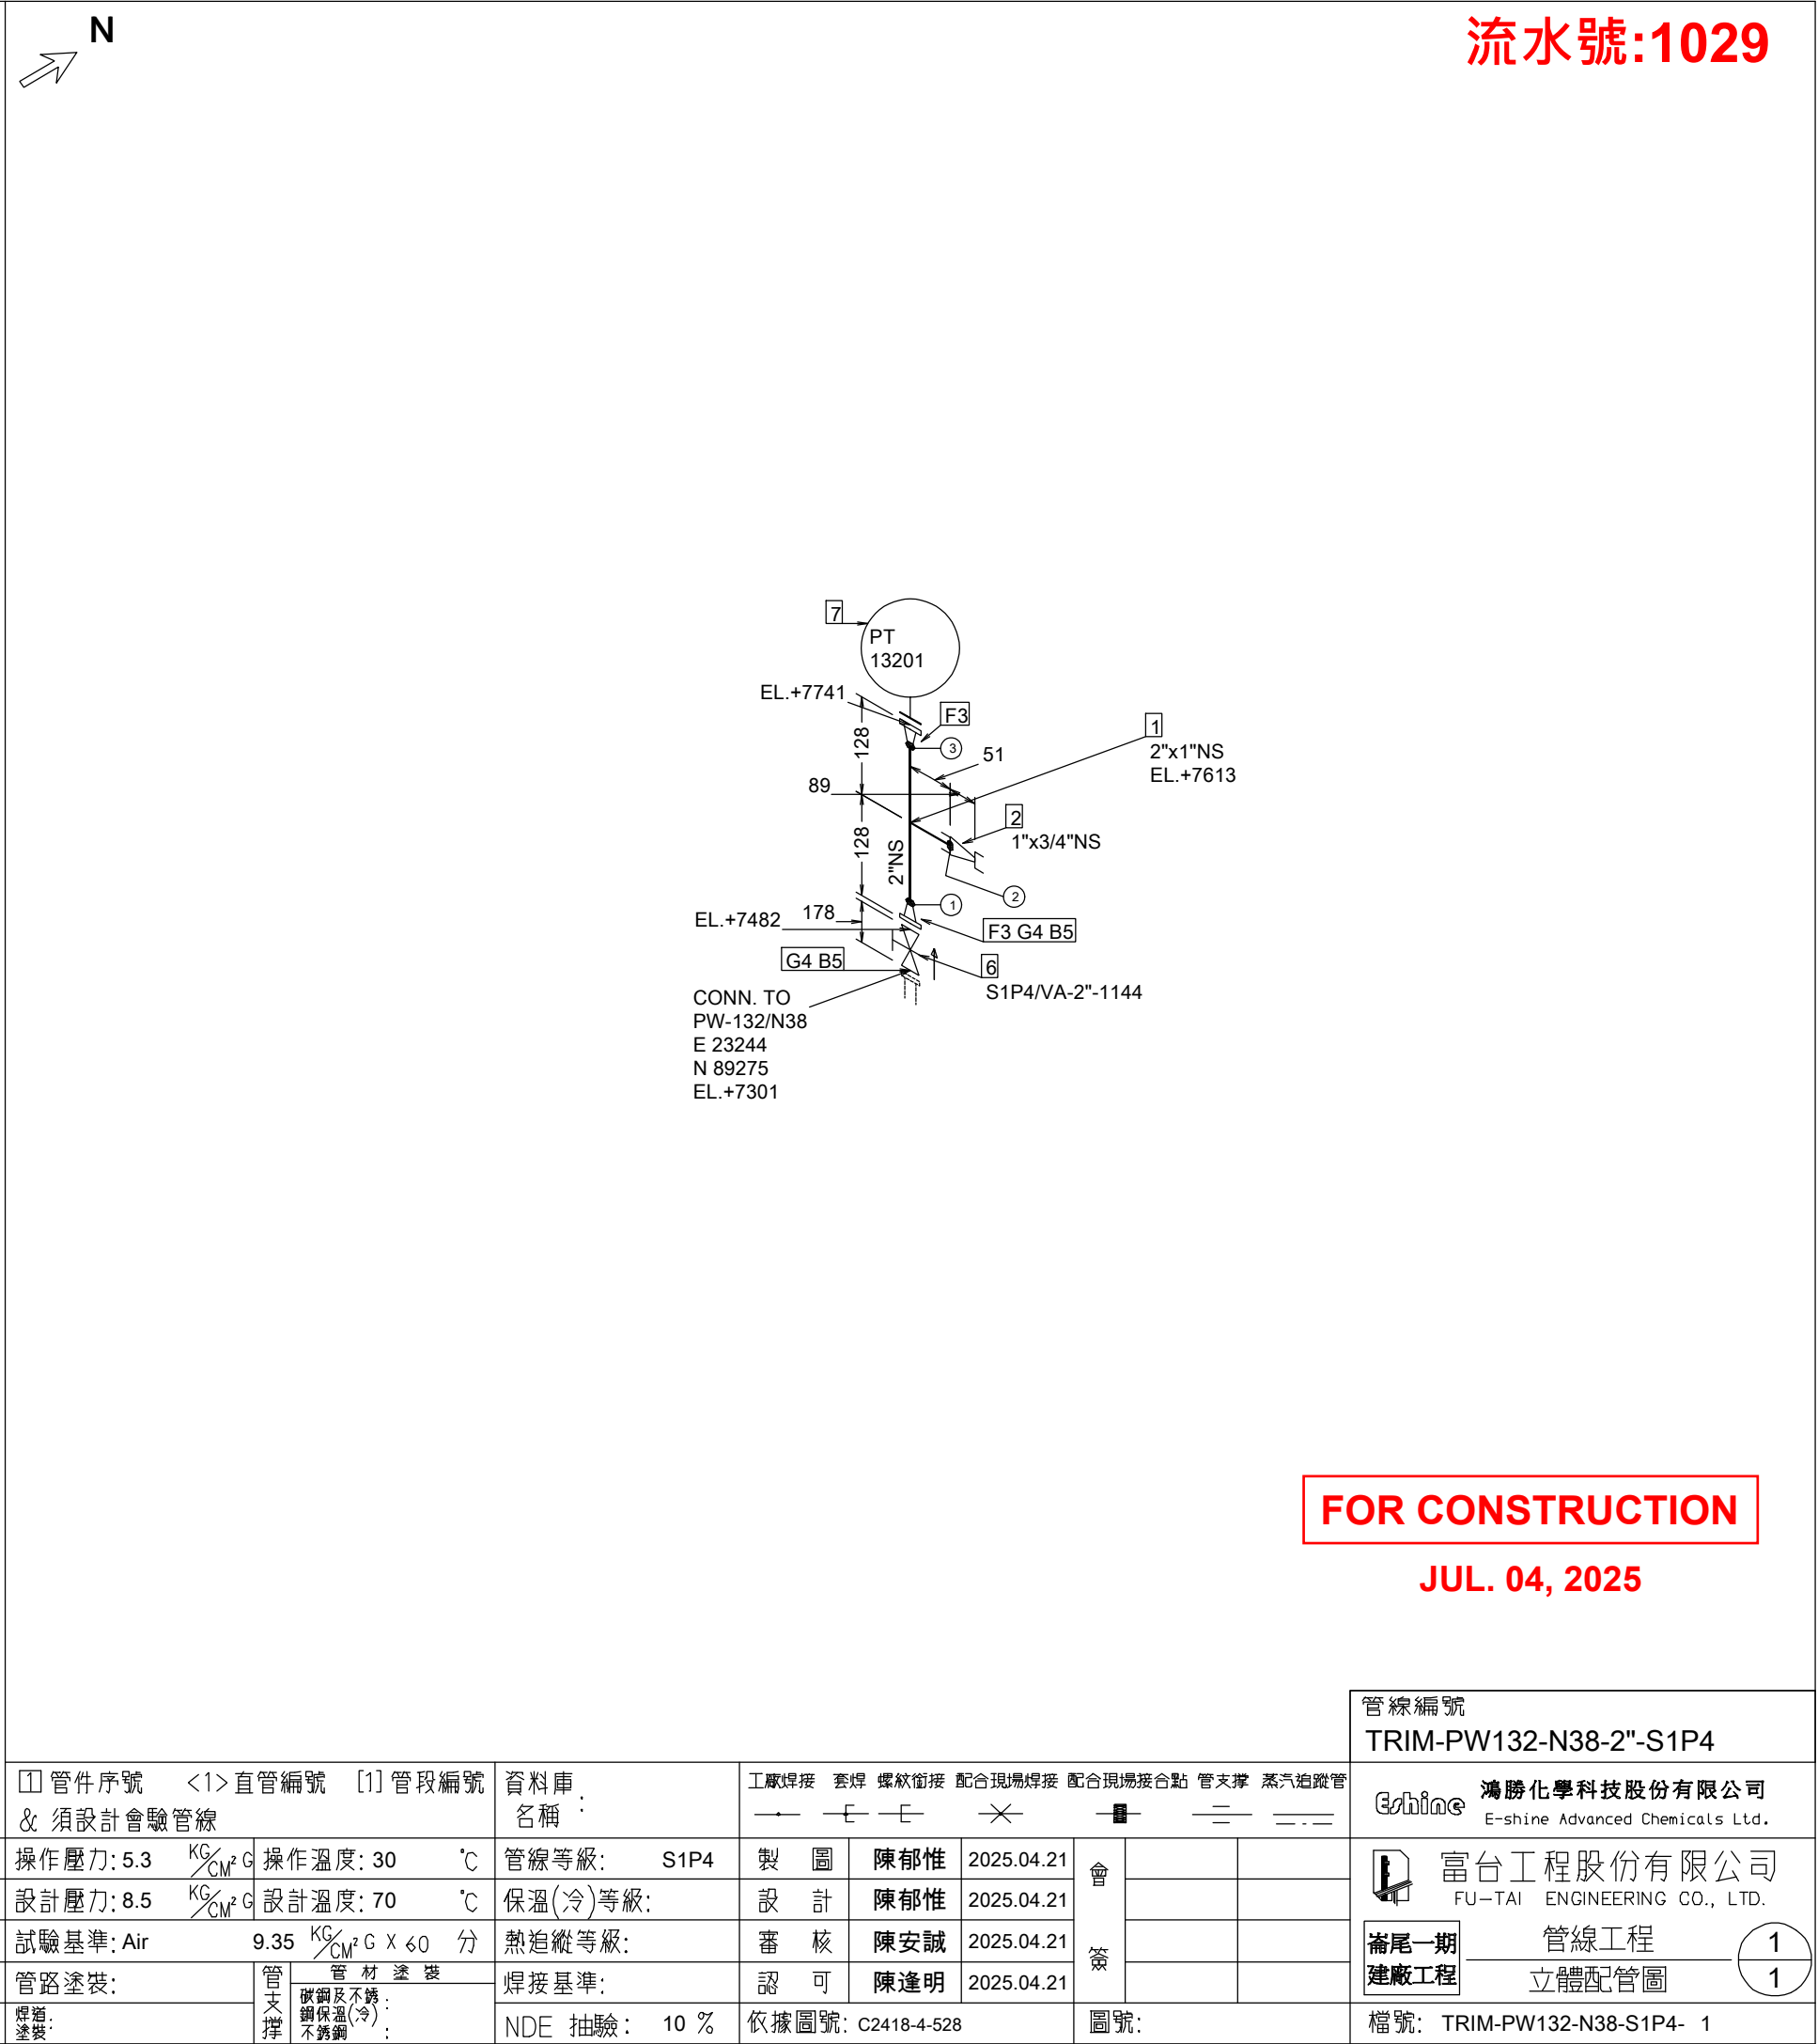 N
流水號:1029
7
PT
13201
EL.+7741
F3
128
3
51
1
2"x1"NS
EL.+7613
89
2
1"x3/4"NS
128
2"NS
2
1
EL.+7482
178
F3 G4 B5
G4 B5
6
S1P4/VA-2"-1144
CONN. TO
PW-132/N38
E 23244
N 89275
EL.+7301
FOR CONSTRUCTION
JUL. 04, 2025
管線編號
TRIM-PW132-N38-2"-S1P4
1 管件序號 <1>直管編號 [1]管段編號
& 須設計會驗管線
資料庫
名稱 :
工廠焊接 套焊 螺紋銜接 配合現場焊接 配合現場接合點 管支撐 蒸汽追蹤管
Eshine 鴻勝化學科技股份有限公司
E-shine Advanced Chemicals Ltd.
操作壓力: 5.3 KG/CM² G 操作溫度: 30 °C 管線等級: S1P4 製圖 陳郁惟 2025.04.21
設計壓力: 8.5 KG/CM² G 設計溫度: 70 °C 保溫(冷)等級: 設計 陳郁惟 2025.04.21
試驗基準: Air 9.35 KG/CM² G X 60 分 熱追縱等級: 審核 陳安誠 2025.04.21
管路塗裝: 管支撐 管材塗裝 焊接基準: 認可 陳逢明 2025.04.21
會簽
焊道塗裝:
碳鋼及不銹
鋼保溫(冷) :
不銹鋼 :
NDE 抽驗: 10 % 依據圖號: C2418-4-528 圖號:
富台工程股份有限公司
FU-TAI ENGINEERING CO., LTD.
崙尾一期
建廠工程
管線工程
立體配管圖
1
1
檔號: TRIM-PW132-N38-S1P4- 1